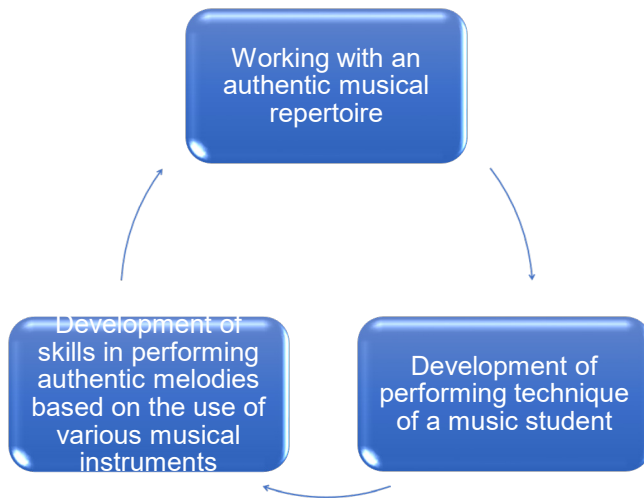 Working with an
authentic musical
repertoire
Development of
skills in performing
authentic melodies
based on the use of
various musical
instruments
Development of
performing technique
of a music student